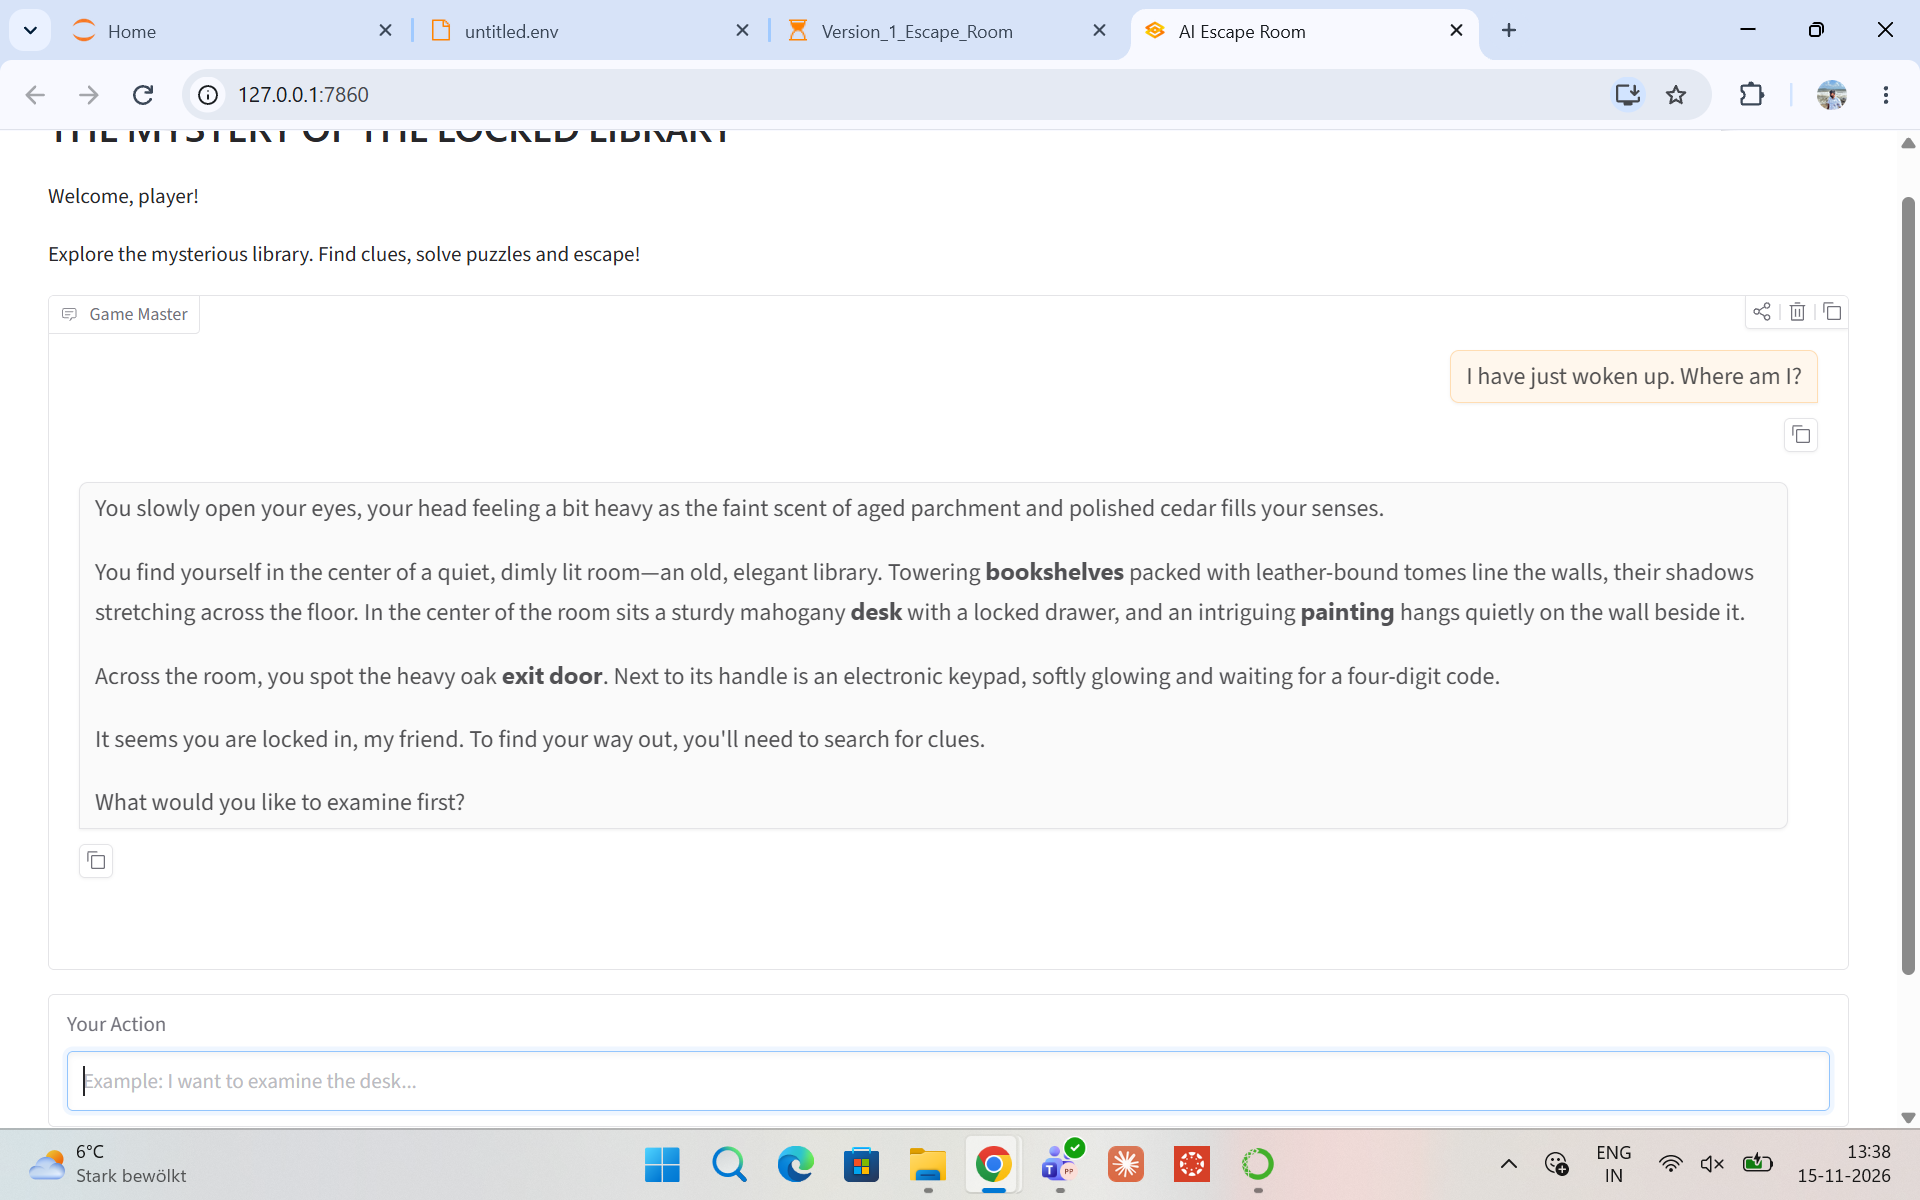 Home
untitled.env
Version_1_Escape_Room
AI Escape Room
127.0.0.1:7860
THE MYSTERY OF THE LOCKED LIBRARY
Welcome, player!
Explore the mysterious library. Find clues, solve puzzles and escape!
Game Master
I have just woken up. Where am I?
You slowly open your eyes, your head feeling a bit heavy as the faint scent of aged parchment and polished cedar fills your senses.
You find yourself in the center of a quiet, dimly lit room—an old, elegant library. Towering bookshelves packed with leather-bound tomes line the walls, their shadows
stretching across the floor. In the center of the room sits a sturdy mahogany desk with a locked drawer, and an intriguing painting hangs quietly on the wall beside it.
Across the room, you spot the heavy oak exit door. Next to its handle is an electronic keypad, softly glowing and waiting for a four-digit code.
It seems you are locked in, my friend. To find your way out, you'll need to search for clues.
What would you like to examine first?
Your Action
Example: I want to examine the desk...
6°C
Stark bewölkt
T
PP
ENG
IN
13:38
15-11-2026